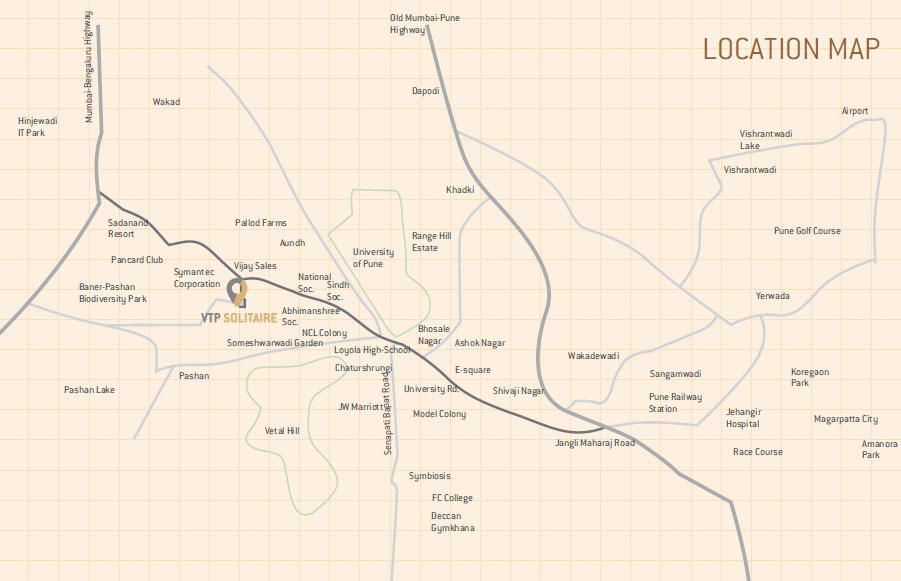 Mumbai-Bengaluru Highway
Old Mumbai-Pune
Highway
LOCATION MAP
Dapodi
Wakad
Airport
Hinjewadi
IT Park
Vishrantwadi
Lake
Vishrantwadi
Khadki
Sadanand
Resort
Pallod Farms
Range Hill
Estate
Pune Golf Course
Aundh
University
of Pune
Pancard Club
Vijay Sales
Symantec
Corporation
National
Soc.
Sindh
Soc.
Baner-Pashan
Biodiversity Park
Yerwada
VTP SOLITAIRE
Abhimanshree
Soc.
NCL Colony
Bhosale
Nagar
Someshwarwadi Garden
Loyola High-School
Ashok Nagar
Wakadewadi
Chaturshrungi
E-square
Pashan
Sangamwadi
Koregaon
Park
Pashan Lake
University Rd.
Shivaji Nagar
Pune Railway
Station
JW Marriott
Senapati Bapat Road
Model Colony
Jehangir
Hospital
Magarpatta City
Vetal Hill
Jangli Maharaj Road
Race Course
Amanora
Park
Symbiosis
FC College
Deccan
Gymkhana